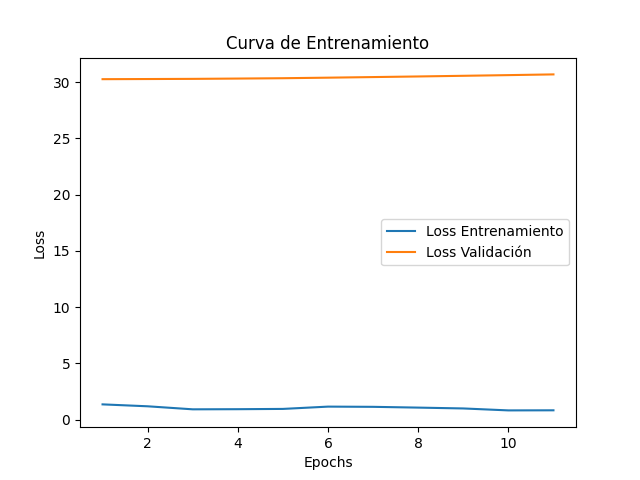 Curva de Entrenamiento
Loss
30
25
20
15
10
5
0
Loss Entrenamiento
Loss Validación
2 4 6 8 10
Epochs